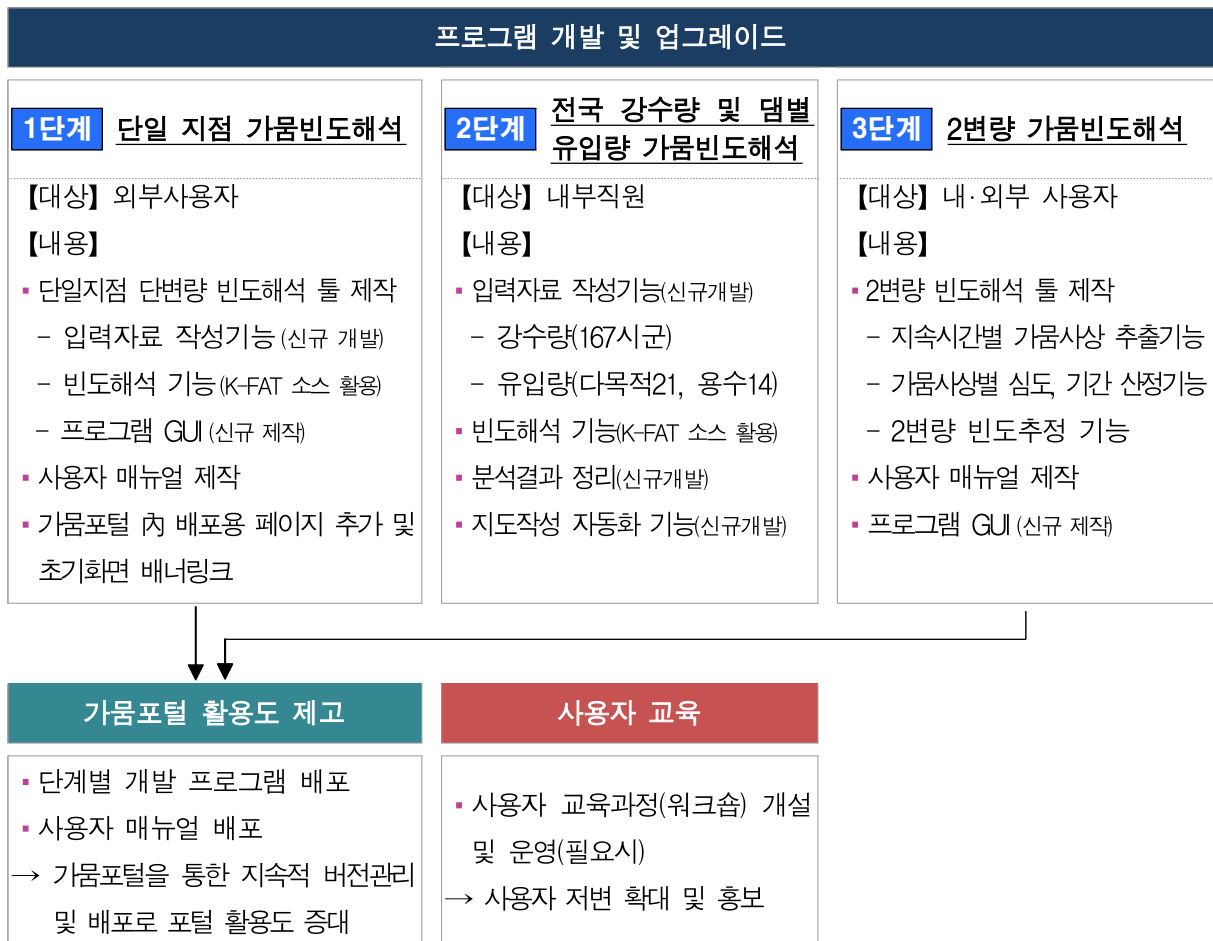 프로그램 개발 및 업그레이드
1단계 단일 지점 가뭄빈도해석
【대상】 외부사용자
【내용】
▪ 단일지점 단변량 빈도해석 툴 제작
- 입력자료 작성기능(신규 개발)
- 빈도해석 기능(K-FAT 소스 활용)
- 프로그램 GUI(신규 제작)
▪ 사용자 매뉴얼 제작
▪ 가뭄포털 內 배포용 페이지 추가 및
초기화면 배너링크
2단계 전국 강수량 및 댐별
유입량 가뭄빈도해석
【대상】 내부직원
【내용】
▪ 입력자료 작성기능(신규개발)
- 강수량(167시군)
- 유입량(다목적21, 용수14)
▪ 빈도해석 기능(K-FAT 소스 활용)
▪ 분석결과 정리(신규개발)
▪ 지도작성 자동화 기능(신규개발)
3단계 2변량 가뭄빈도해석
【대상】 내·외부 사용자
【내용】
▪ 2변량 빈도해석 툴 제작
- 지속시간별 가뭄사상 추출기능
- 가뭄사상별 심도, 기간 산정기능
- 2변량 빈도추정 기능
▪ 사용자 매뉴얼 제작
▪ 프로그램 GUI(신규 제작)
가뭄포털 활용도 제고
▪ 단계별 개발 프로그램 배포
▪ 사용자 매뉴얼 배포
→ 가뭄포털을 통한 지속적 버전관리
및 배포로 포털 활용도 증대
사용자 교육
▪ 사용자 교육과정(워크숍) 개설
및 운영(필요시)
→ 사용자 저변 확대 및 홍보